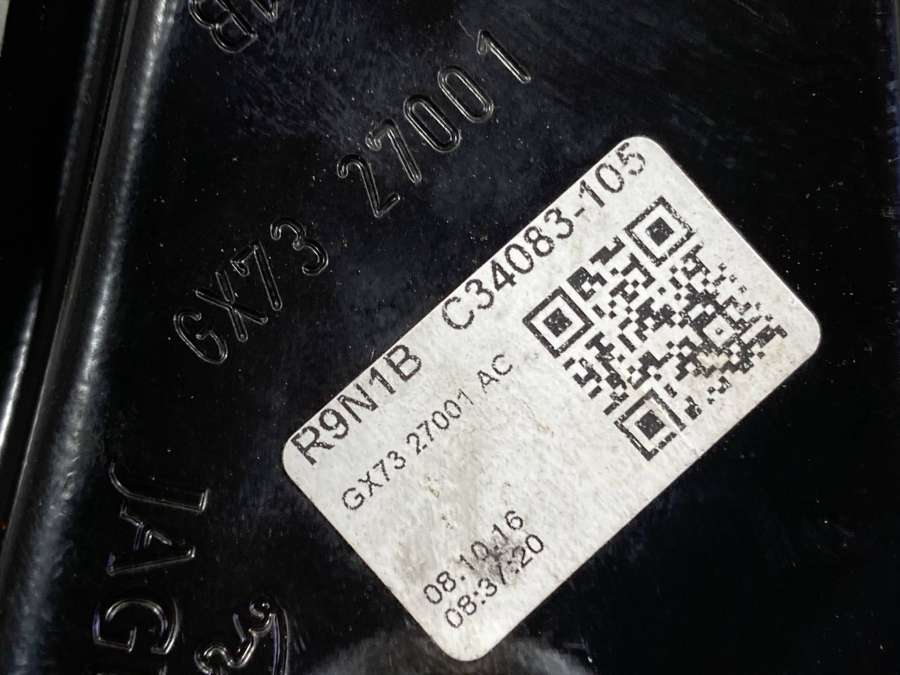 GX73 27001
R9N1B C34083-105
GX73 27001 AC
08.10.16
08:37:20
JAG